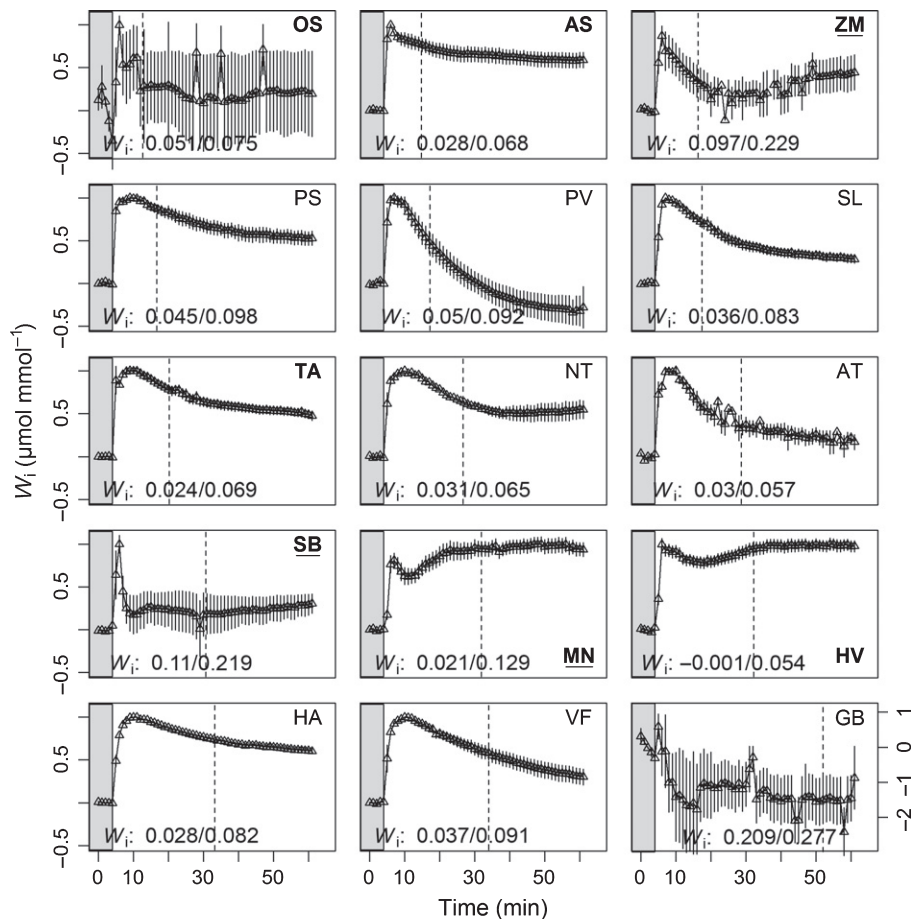 OS AS ZM
0.5
−0.5
Wi: 0.051/0.075 Wi: 0.028/0.068 Wi: 0.097/0.229
PS PV SL
0.5
−0.5
Wi: 0.045/0.098 Wi: 0.05/0.092 Wi: 0.036/0.083
Wi (μmol mmol−1)
TA NT AT
0.5
−0.5
Wi: 0.024/0.069 Wi: 0.031/0.065 Wi: 0.03/0.057
SB
0.5
−0.5
Wi: 0.11/0.219 Wi: 0.021/0.129 Wi: −0.001/0.054
MN HV
HA VF GB
0.5
−0.5
1
0
−1
−2
Wi: 0.028/0.082 Wi: 0.037/0.091 Wi: 0.209/0.277
0 10 30 50 0 10 30 50 0 10 30 50
Time (min)